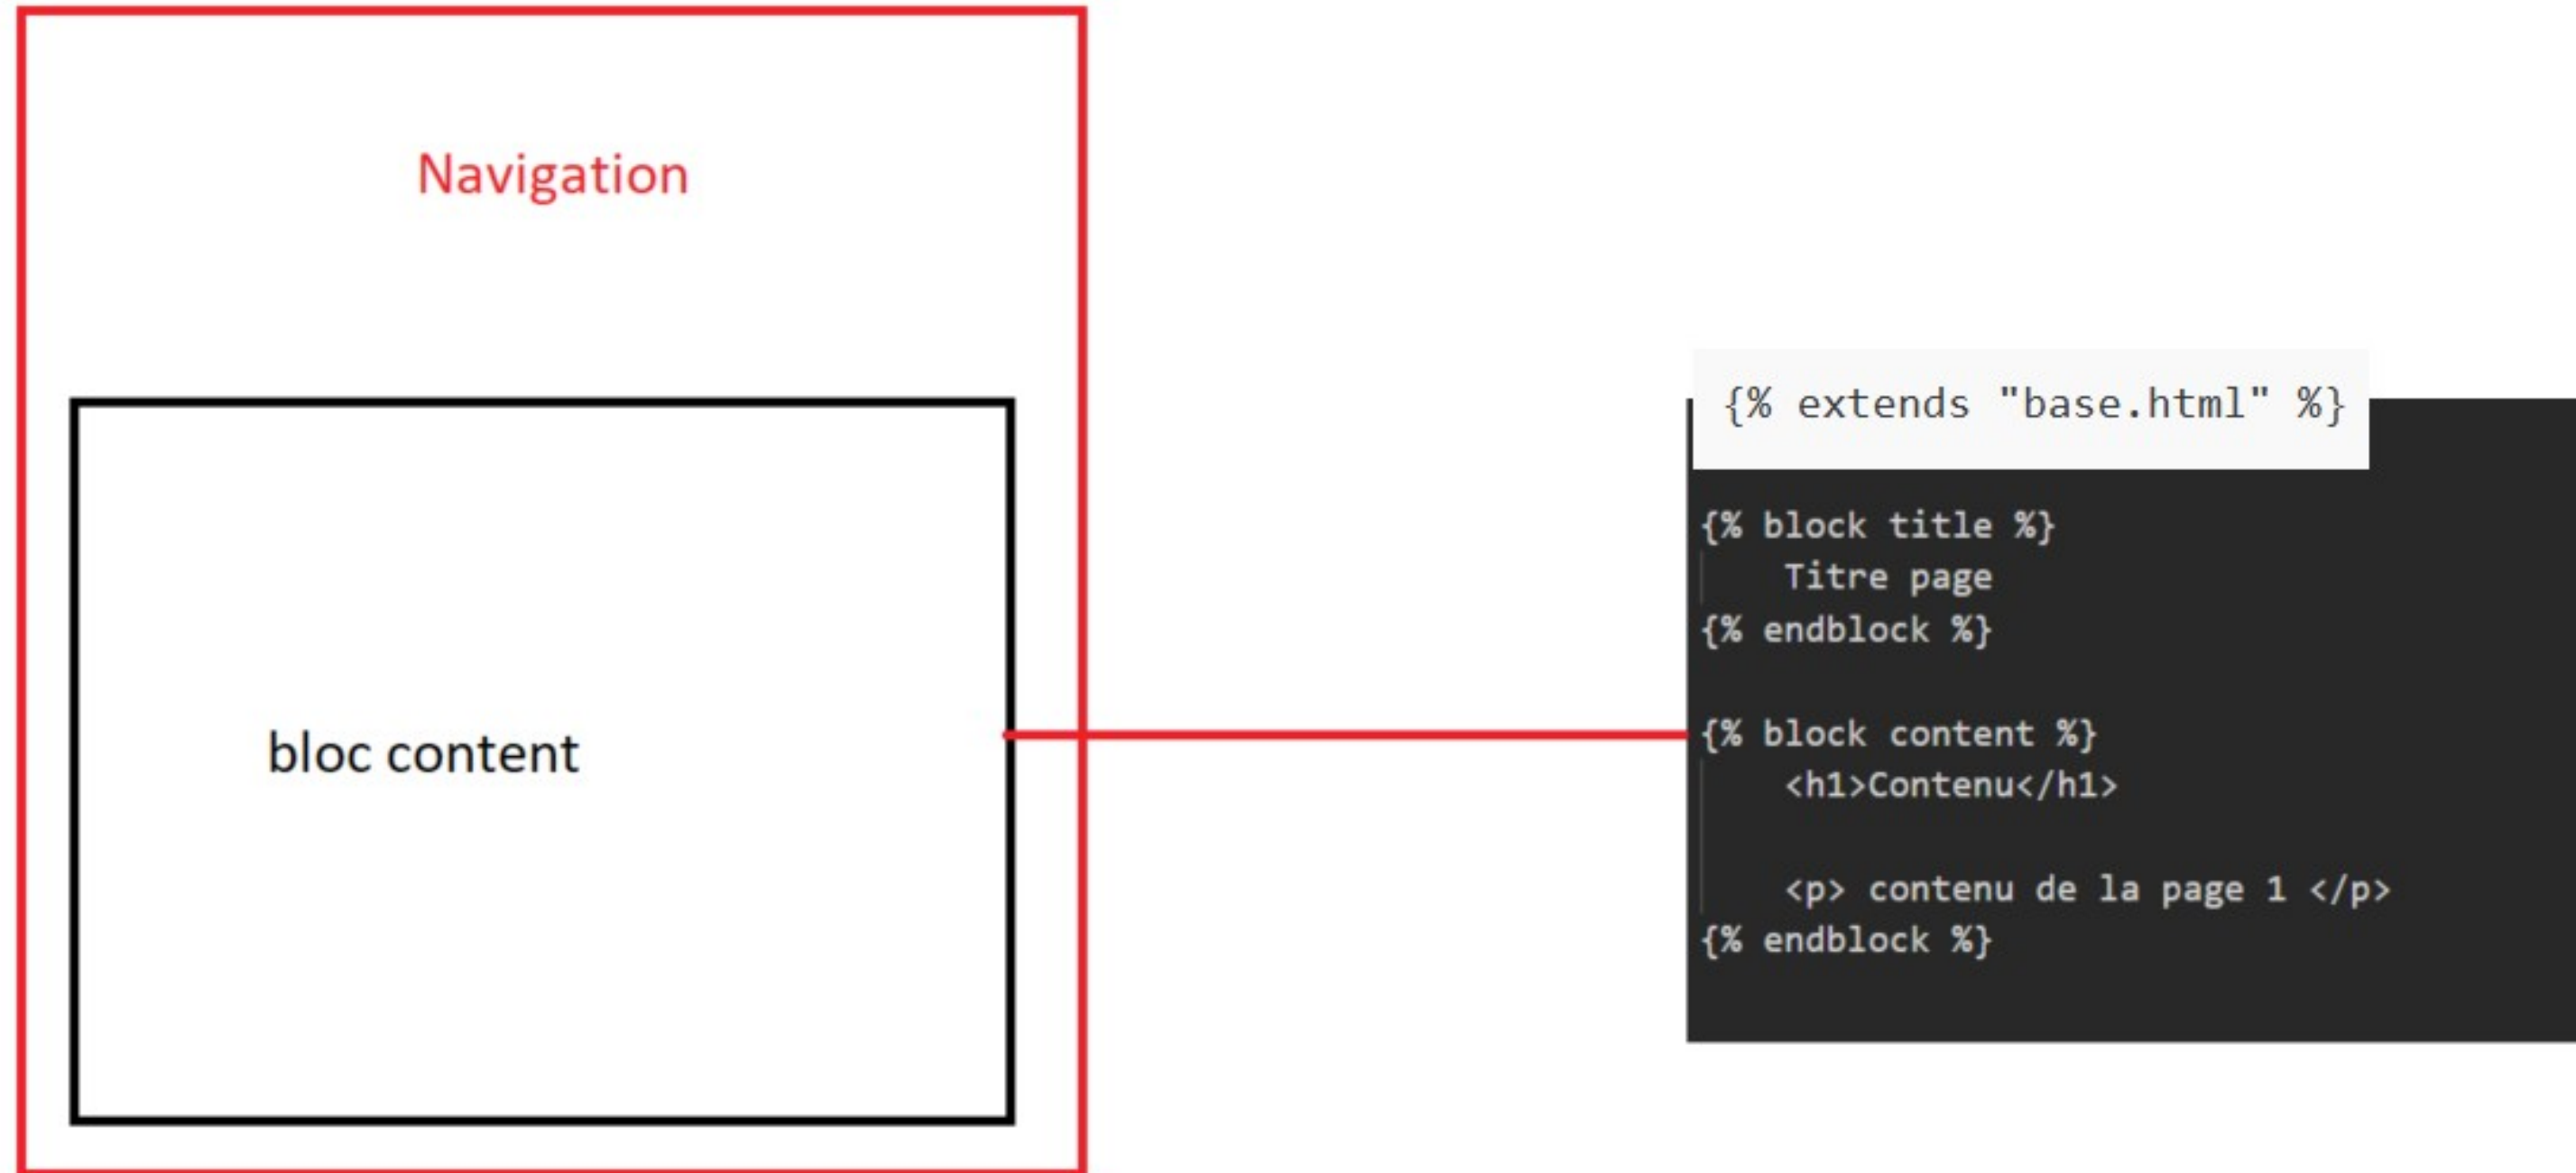 Navigation
bloc content
{% extends "base.html" %}
{% block title %}
Titre page
{% endblock %}
{% block content %}
<h1>Contenu</h1>
<p> contenu de la page 1 </p>
{% endblock %}